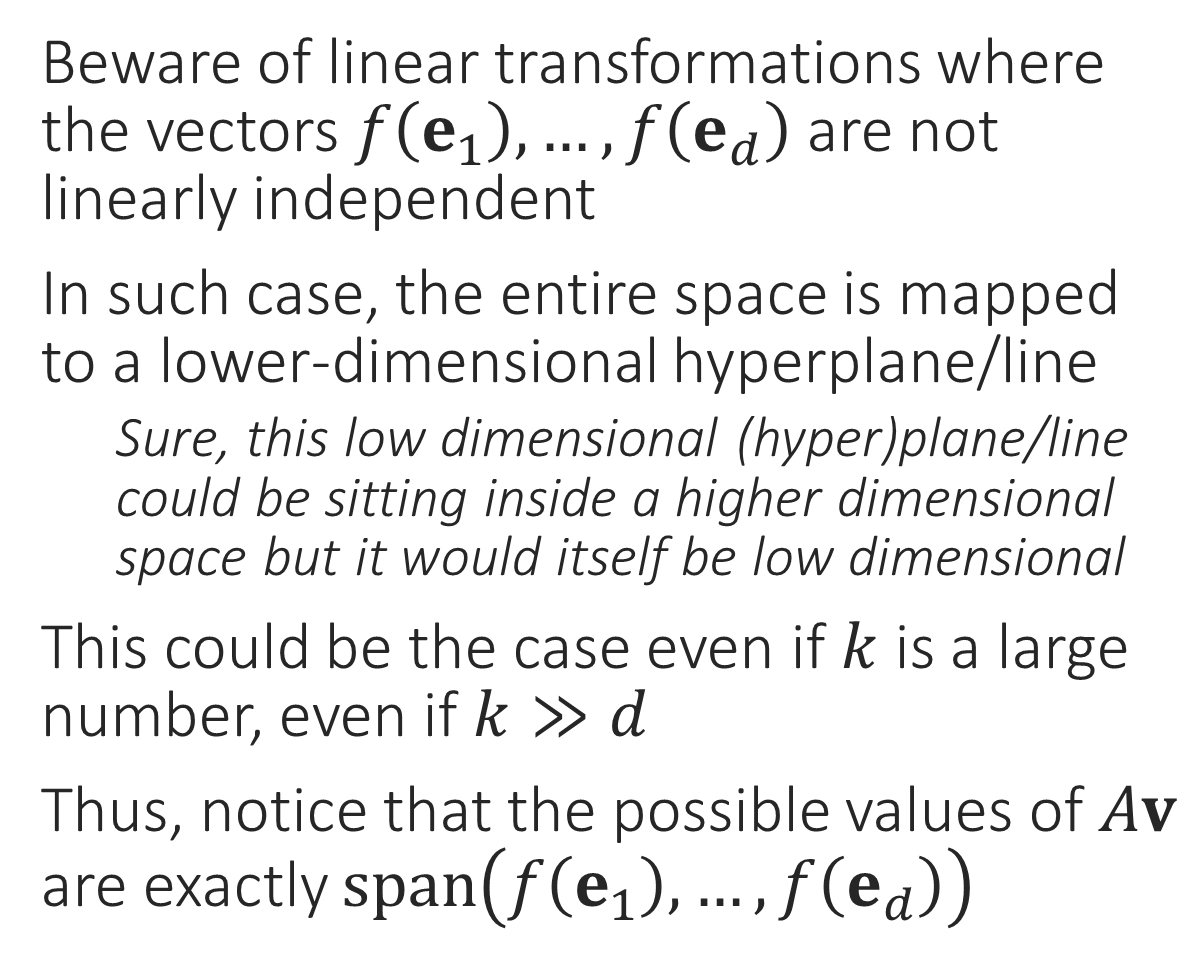 Beware of linear transformations where
the vectors 𝑓(𝐞₁), … , 𝑓(𝐞_𝑑) are not
linearly independent
In such case, the entire space is mapped
to a lower-dimensional hyperplane/line
Sure, this low dimensional (hyper)plane/line
could be sitting inside a higher dimensional
space but it would itself be low dimensional
This could be the case even if 𝑘 is a large
number, even if 𝑘 ≫ 𝑑
Thus, notice that the possible values of 𝐴𝐯
are exactly span(𝑓(𝐞₁), … , 𝑓(𝐞_𝑑))